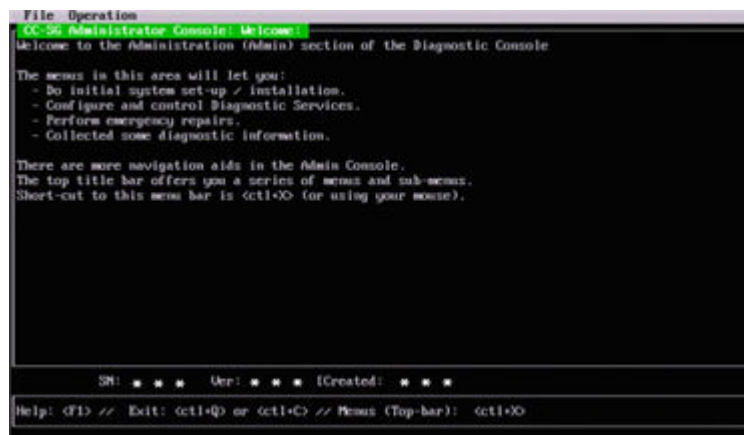 File Operation
CC-SG Administrator Console: Welcome:
Welcome to the Administration (Admin) section of the Diagnostic Console
The menus in this area will let you:
- Do initial system set-up / installation.
- Configure and control Diagnostic Services.
- Perform emergency repairs.
- Collected some diagnostic information.
There are more navigation aids in the Admin Console.
The top title bar offers you a series of menus and sub-menus.
Short-cut to this menu bar is <ctl+X> (or using your mouse).
SN: * * * Ver: * * * [Created: * * *
Help: <F1> // Exit: <ctl+Q> or <ctl+C> // Menus (Top-bar): <ctl+X>